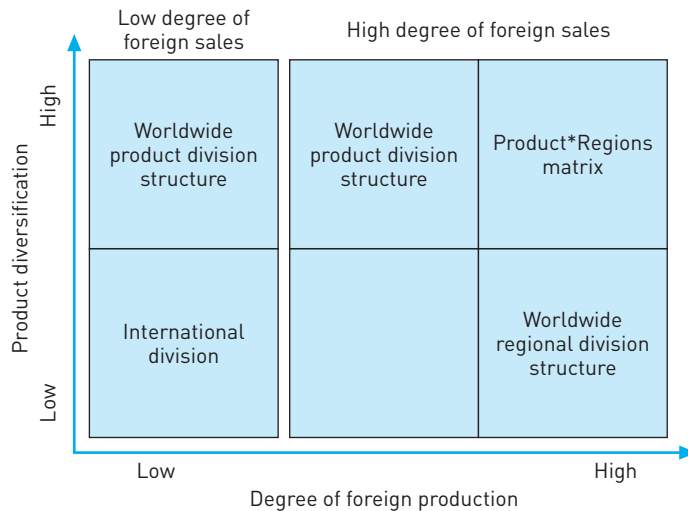 Low degree of
foreign sales
High degree of foreign sales
High
Product diversification
Low
Worldwide
product division
structure
Worldwide
product division
structure
Product*Regions
matrix
International
division
Worldwide
regional division
structure
Low
High
Degree of foreign production